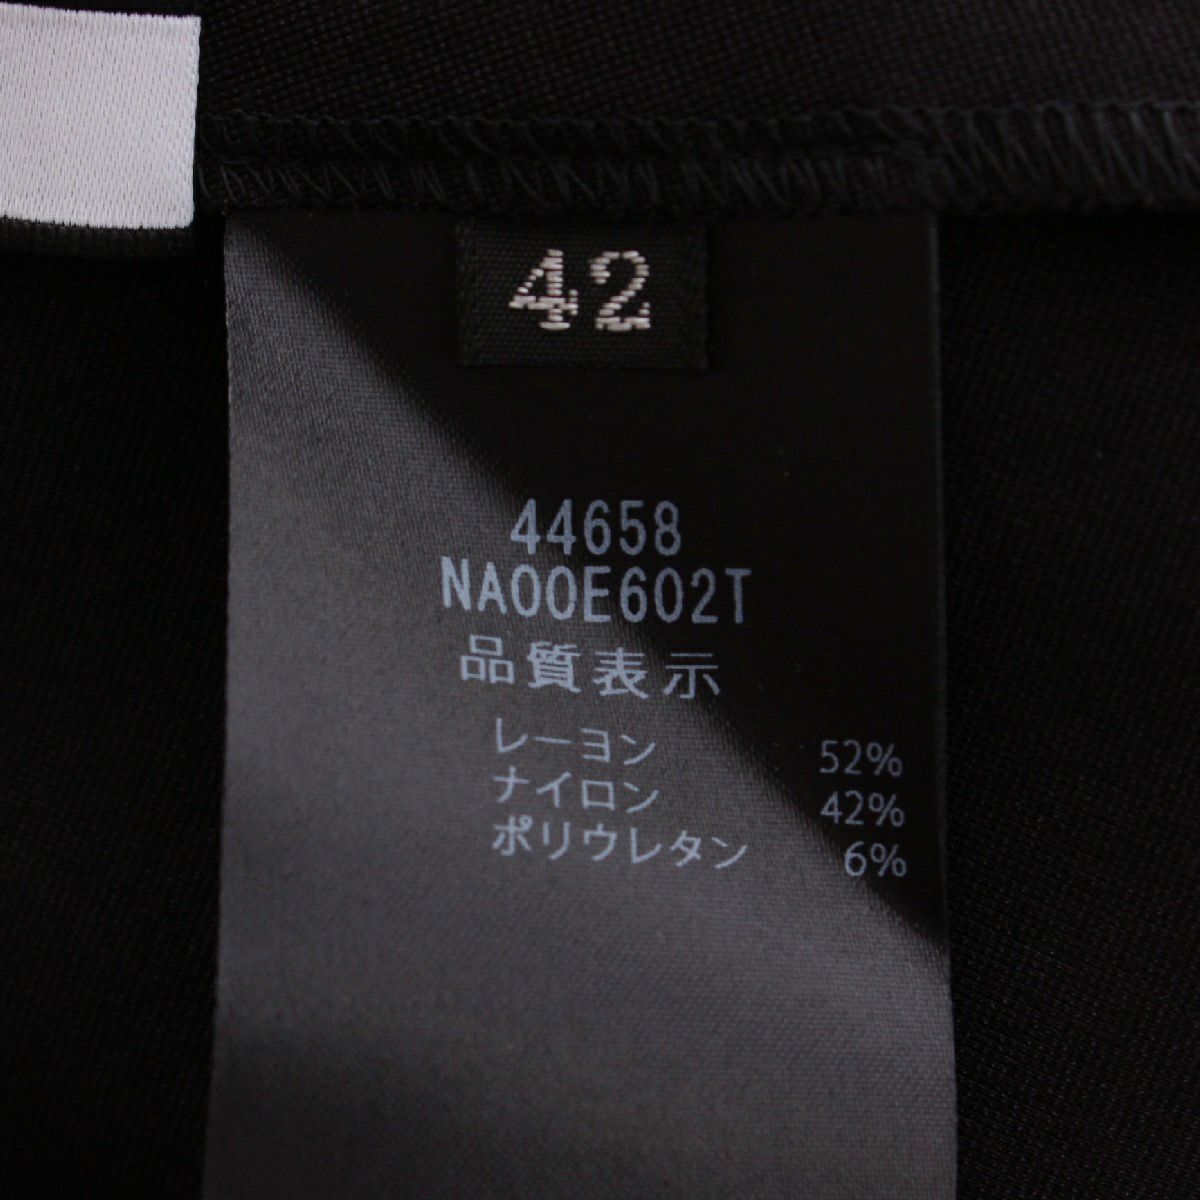 42
44658
NA00E602T
品質表示
レーヨン 52%
ナイロン 42%
ポリウレタン 6%